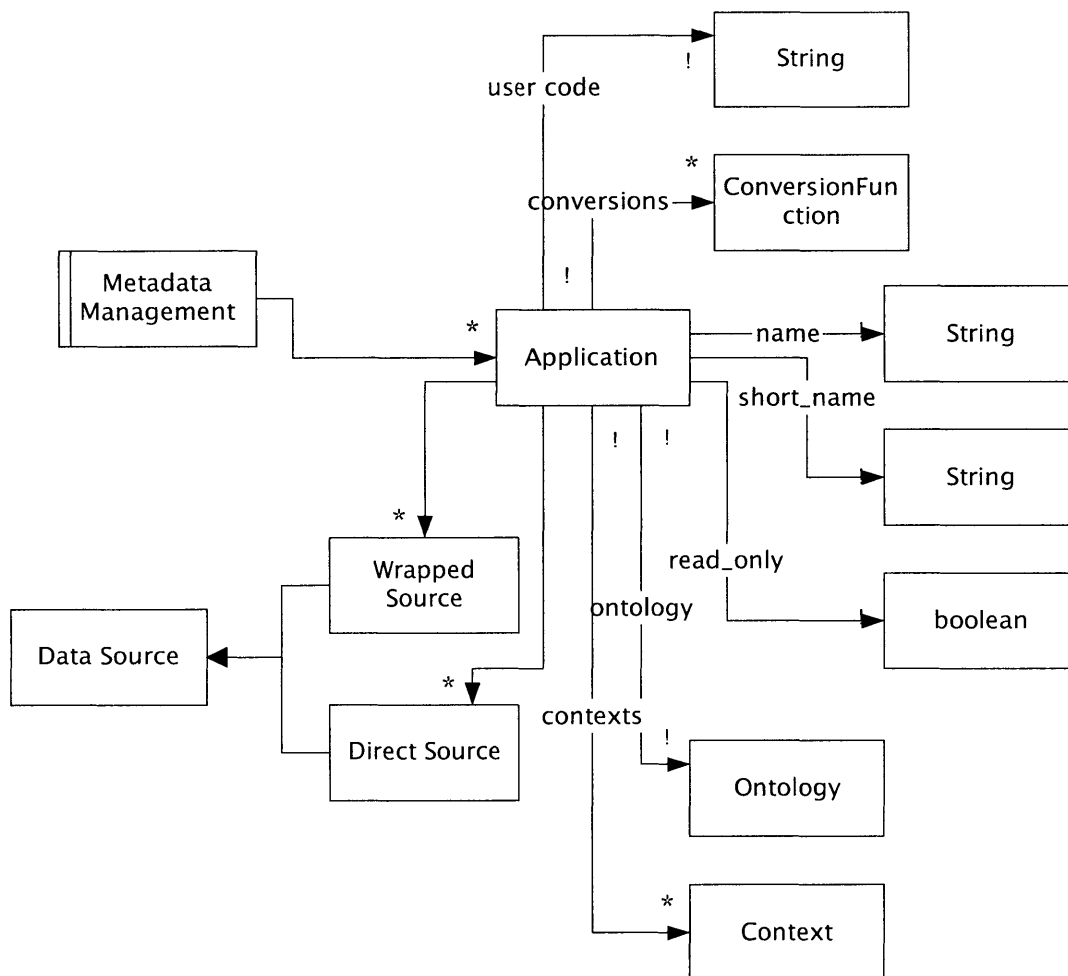 String
!
user code
*
ConversionFun
ction
conversions
!
Metadata
Management
*
Application
name
String
short_name
!
!
String
*
Wrapped
Source
read_only
ontology
boolean
Data Source
*
contexts
!
Direct Source
Ontology
*
Context